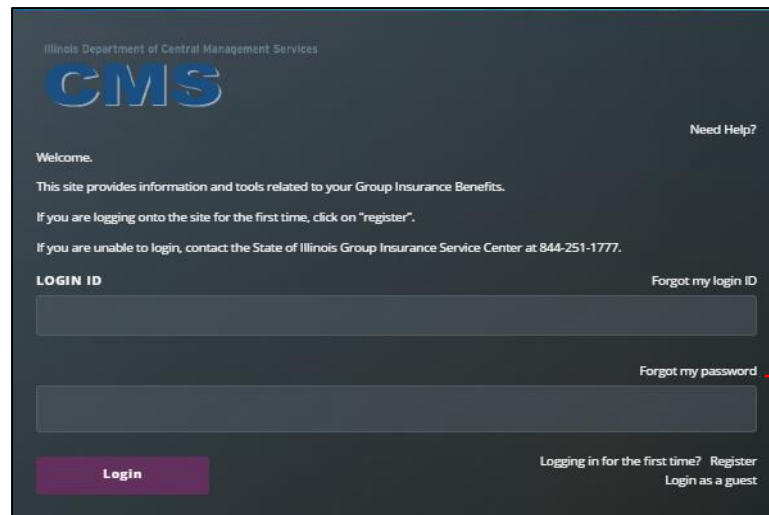 Illinois Department of Central Management Services
CMS
Need Help?
Welcome.
This site provides information and tools related to your Group Insurance Benefits.
If you are logging onto the site for the first time, click on “register”.
If you are unable to login, contact the State of Illinois Group Insurance Service Center at 844-251-1777.
LOGIN ID Forgot my login ID
Forgot my password
Logging in for the first time? Register
Login
Login as a guest